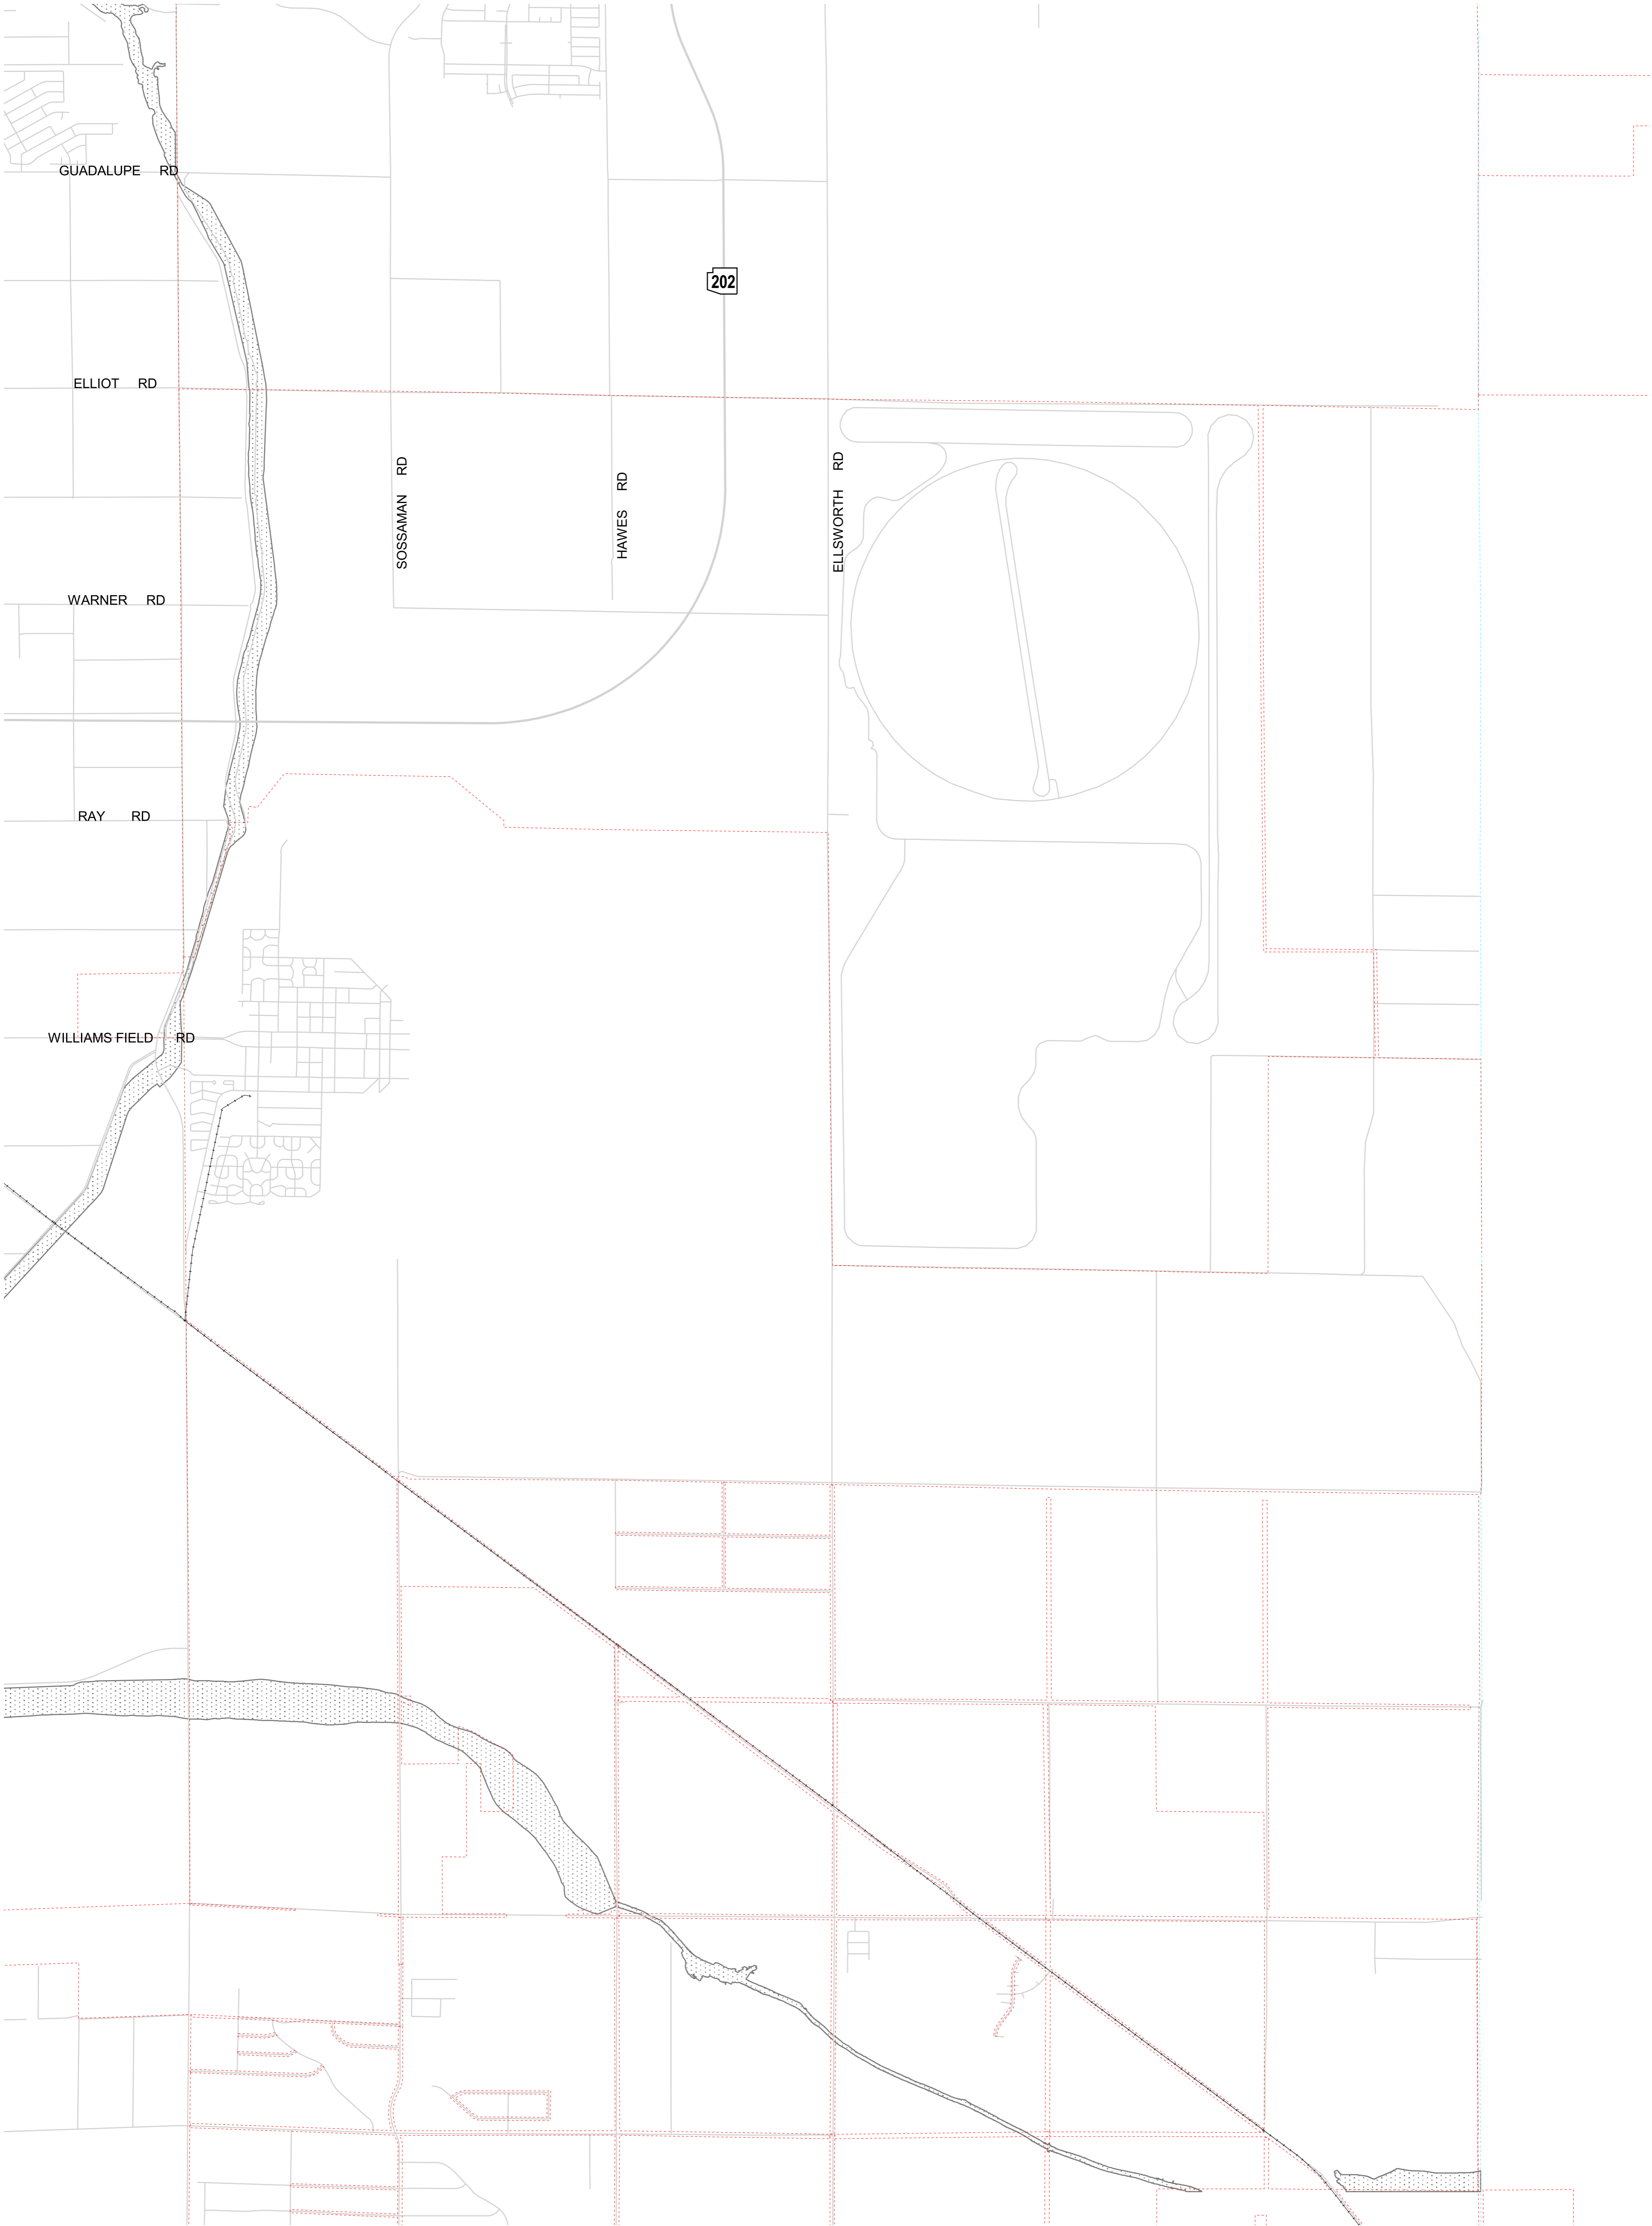 GUADALUPE RD
202
ELLIOT RD
SOSSAMAN RD
HAWES RD
ELLSWORTH RD
WARNER RD
RAY RD
WILLIAMS FIELD RD